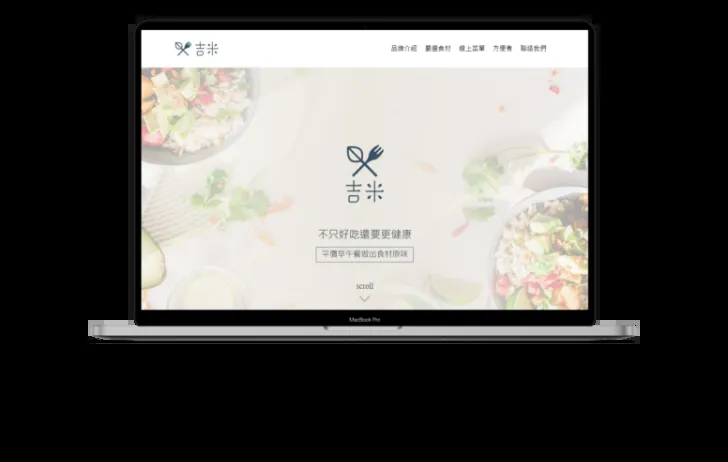 吉米
品牌介紹 嚴選食材 線上菜單 方便煮 聯絡我們
吉米
不只好吃還要更健康
平價早午餐做出食材原味
scroll
MacBook Pro